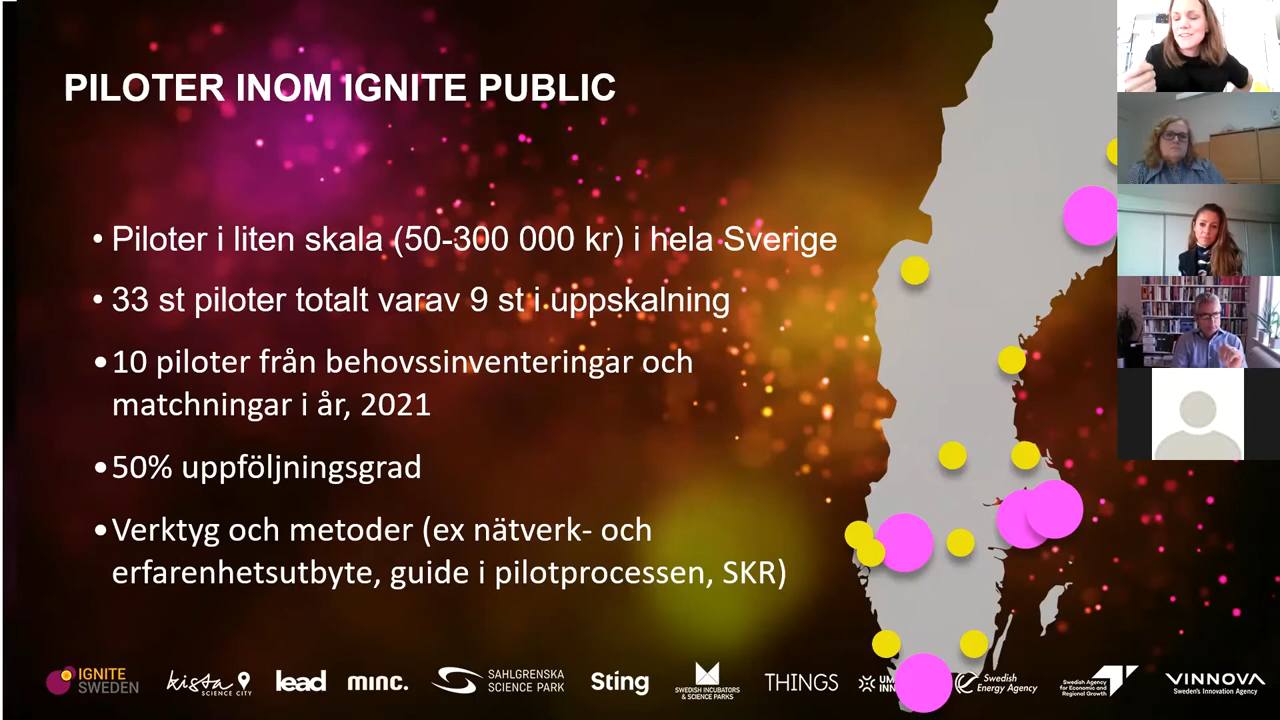 PILOTER INOM IGNITE PUBLIC
• Piloter i liten skala (50-300 000 kr) i hela Sverige
• 33 st piloter totalt varav 9 st i uppskalning
• 10 piloter från behovssinventeringar och
matchningar i år, 2021
• 50% uppföljningsgrad
• Verktyg och metoder (ex nätverk- och
erfarenhetsutbyte, guide i pilotprocessen, SKR)
IGNITE
SWEDEN
kista
SCIENCE CITY
lead
minc.
SAHLGRENSKA
SCIENCE PARK
Sting
SWEDISH INCUBATORS
& SCIENCE PARKS
THINGS
Swedish
Energy Agency
Swedish Agency
for Economic and
Regional Growth
VINNOVA
Sweden's Innovation Agency